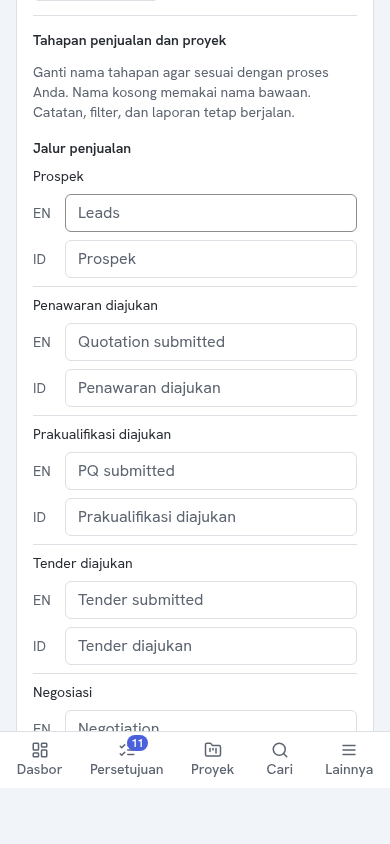 Tahapan penjualan dan proyek
Ganti nama tahapan agar sesuai dengan proses
Anda. Nama kosong memakai nama bawaan.
Catatan, filter, dan laporan tetap berjalan.
Jalur penjualan
Prospek
EN Leads
ID Prospek
Penawaran diajukan
EN Quotation submitted
ID Penawaran diajukan
Prakualifikasi diajukan
EN PQ submitted
ID Prakualifikasi diajukan
Tender diajukan
EN Tender submitted
ID Tender diajukan
Negosiasi
EN Negotiation
11
Dasbor Persetujuan Proyek Cari Lainnya